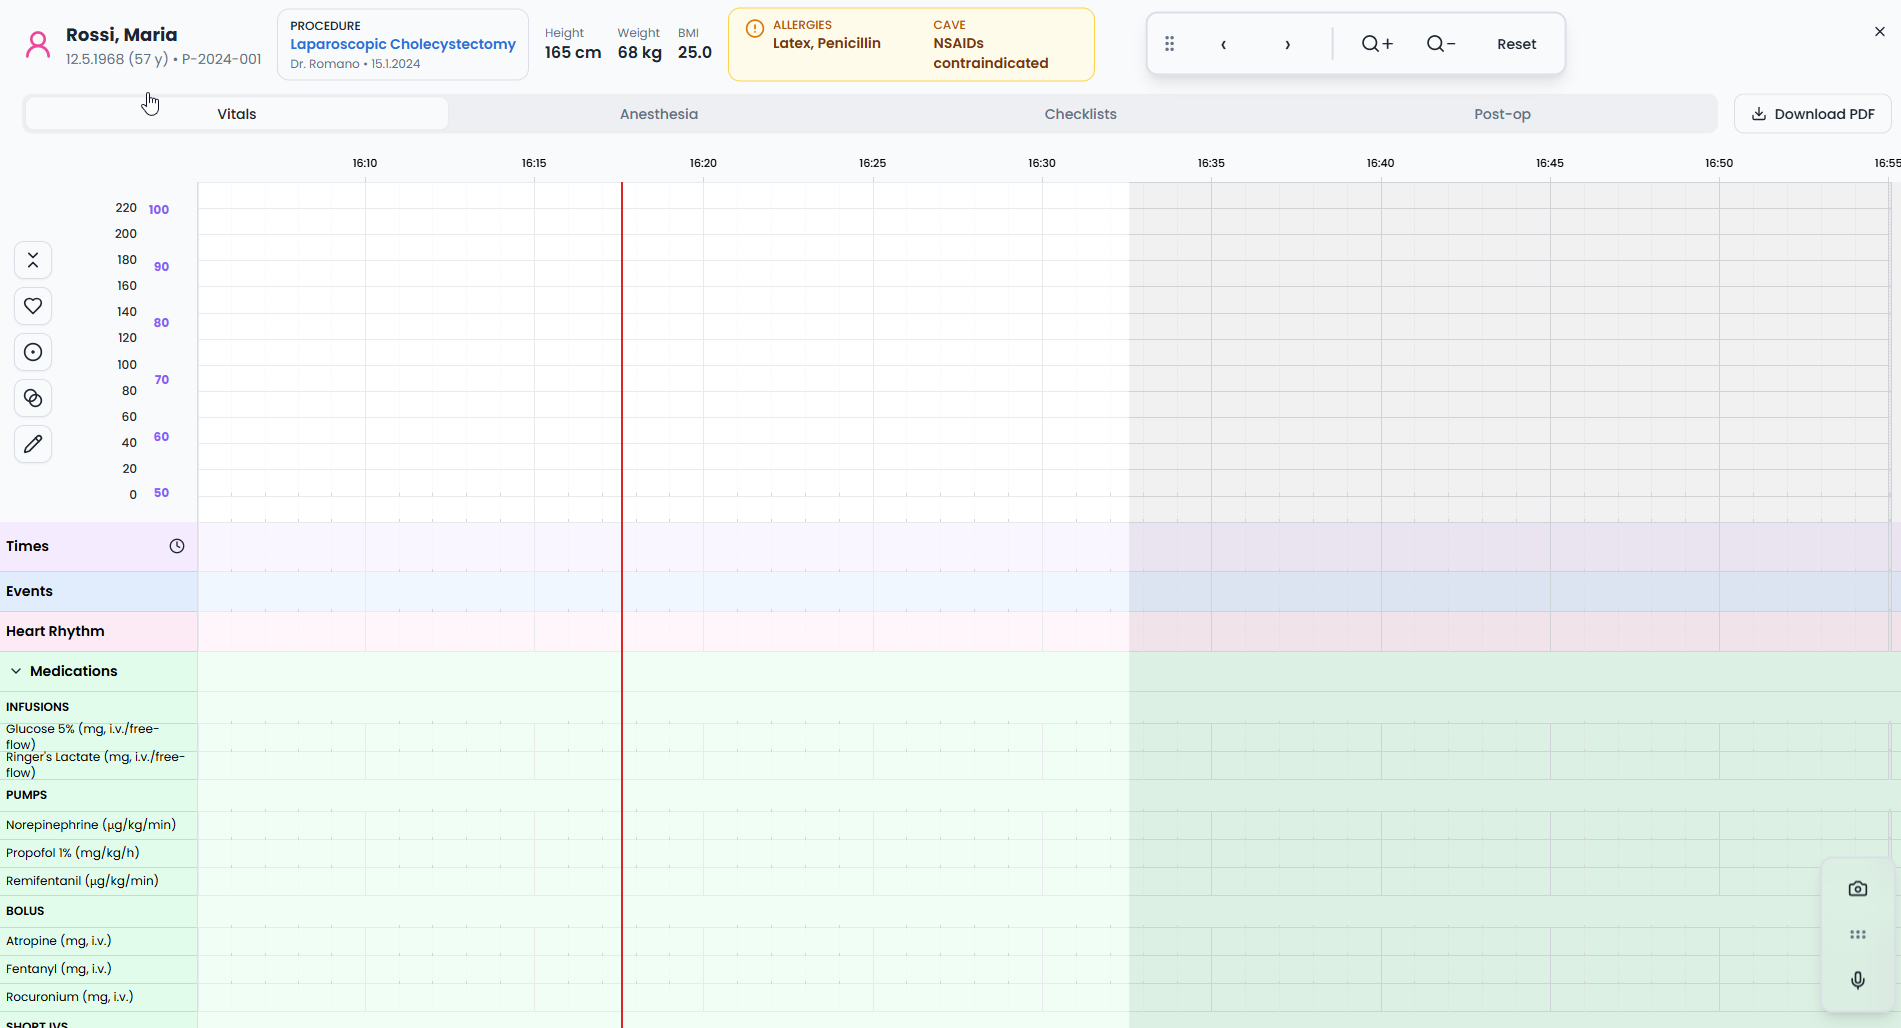 Rossi, Maria
12.5.1968 (57 y) • P-2024-001
PROCEDURE
Laparoscopic Cholecystectomy
Dr. Romano • 15.1.2024
Height
165 cm
Weight
68 kg
BMI
25.0
ALLERGIES
Latex, Penicillin
CAVE
NSAIDs
contraindicated
Reset
Vitals
Anesthesia
Checklists
Post-op
Download PDF
16:10 16:15 16:20 16:25 16:30 16:35 16:40 16:45 16:50 16:55
220 100
200
180 90
160
140 80
120
100 70
80
60 60
40
20
0 50
Times
Events
Heart Rhythm
Medications
INFUSIONS
Glucose 5% (mg, i.v./free-
flow)
Ringer's Lactate (mg, i.v./free-
flow)
PUMPS
Norepinephrine (μg/kg/min)
Propofol 1% (mg/kg/h)
Remifentanil (μg/kg/min)
BOLUS
Atropine (mg, i.v.)
Fentanyl (mg, i.v.)
Rocuronium (mg, i.v.)
SHORT IVS